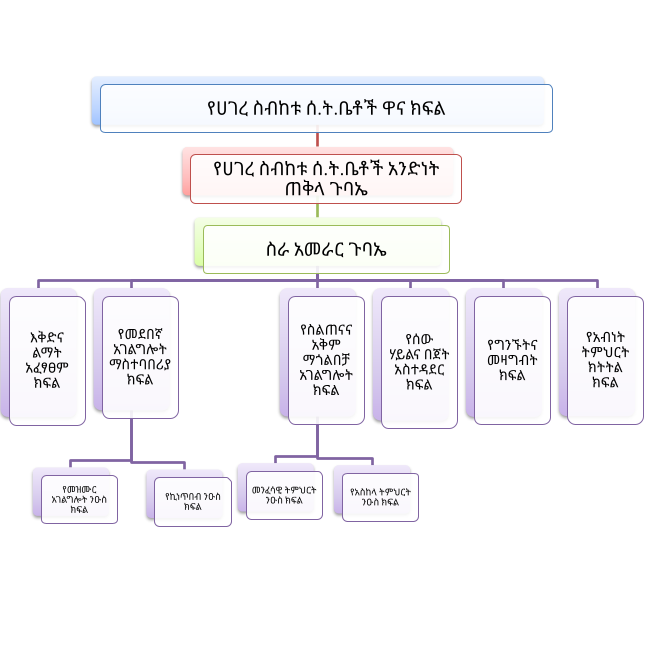 የሀገረ ስብከቱ ሰ.ት.ቤቶች ዋና ክፍል
የሀገረ ስብከቱ ሰ.ት.ቤቶች አንድነት
ጠቅላ ጉባኤ
ስራ አመራር ጉባኤ
እቅድና
ልማት
አፈፃፀም
ክፍል
የመደበኛ
አገልግሎት
ማስተባበሪያ
ክፍል
የስልጠናና
አቅም
ማጎልበቻ
አገልግሎት
ክፍል
የሰው
ሃይልና በጀት
አስተዳደር
ክፍል
የግንኙትና
መዛግብት
ክፍል
የአብነት
ትምህርት
ክትትል
ክፍል
የመዝሙር
አገልግሎት ንዑስ
ክፍል
የኪነጥበብ ንዑስ
ክፍል
መንፈሳዊ ትምህርት
ንዑስ ክፍል
የአስኩላ ትምህርት
ንዑስ ክፍል